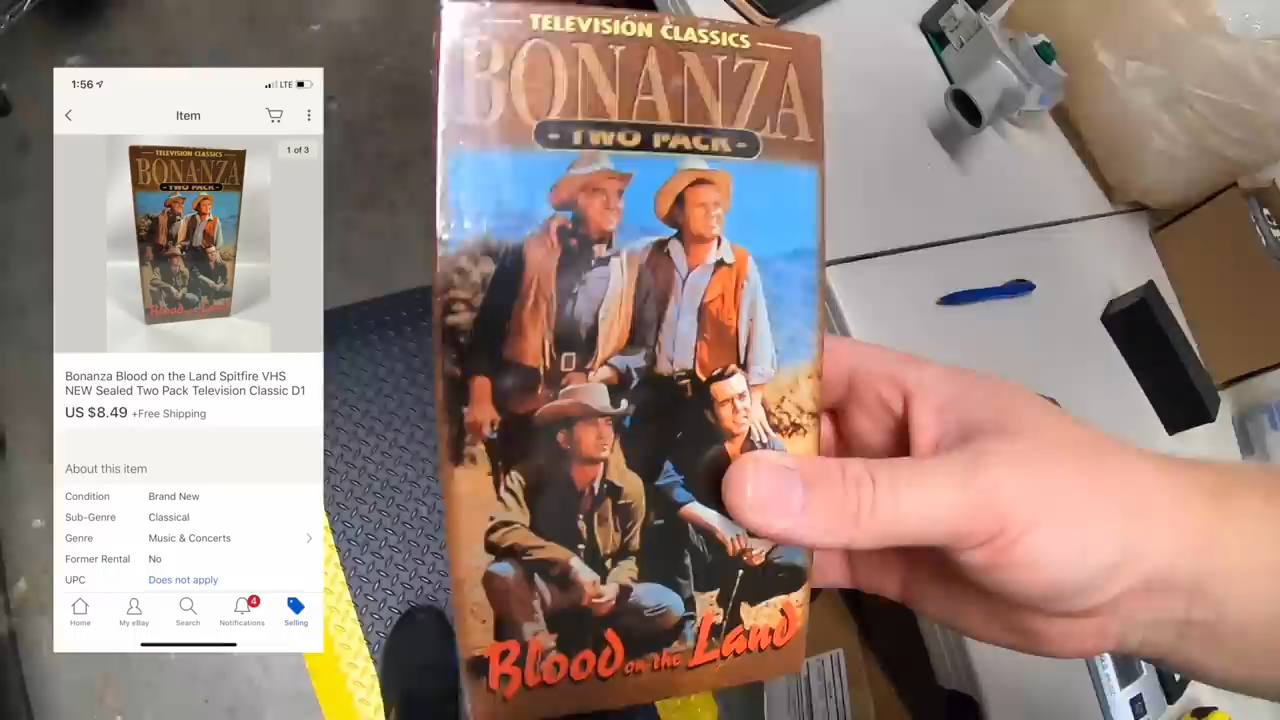 1:56
LTE
Item
1 of 3
TELEVISION CLASSICS
BONANZA
TWO PACK
Blood on the Land
Bonanza Blood on the Land Spitfire VHS
NEW Sealed Two Pack Television Classic D1
US $8.49 +Free Shipping
About this item
Condition Brand New
Sub-Genre Classical
Genre Music & Concerts
Former Rental No
UPC Does not apply
4
Home My eBay Search Notifications Selling
TELEVISION CLASSICS
BONANZA
- TWO PACK -
Blood on the Land